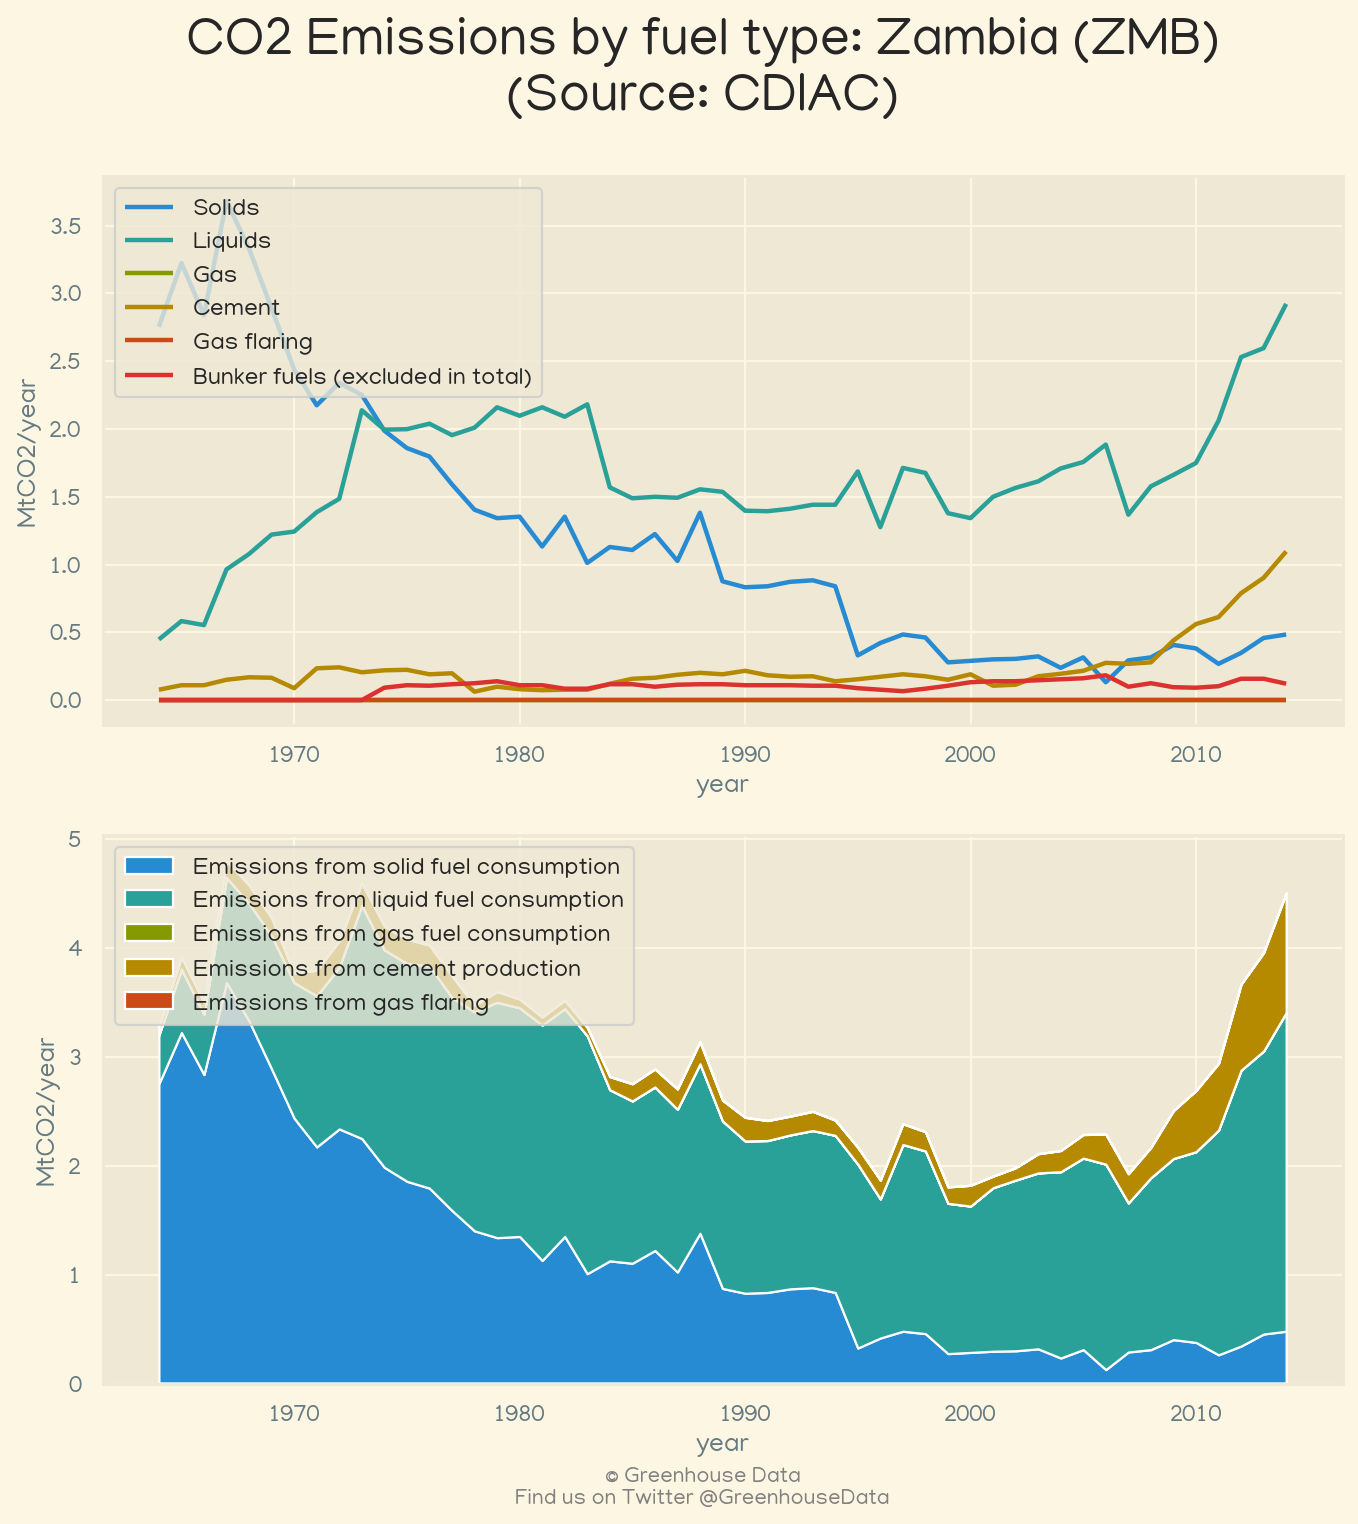 CO2 Emissions by fuel type: Zambia (ZMB)
(Source: CDIAC)
Solids
Liquids
Gas
Cement
Gas flaring
Bunker fuels (excluded in total)
MtCO2/year
3.5
3.0
2.5
2.0
1.5
1.0
0.5
0.0
1970 1980 1990 2000 2010
year
Emissions from solid fuel consumption
Emissions from liquid fuel consumption
Emissions from gas fuel consumption
Emissions from cement production
Emissions from gas flaring
MtCO2/year
5
4
3
2
1
0
1970 1980 1990 2000 2010
year
© Greenhouse Data
Find us on Twitter @GreenhouseData